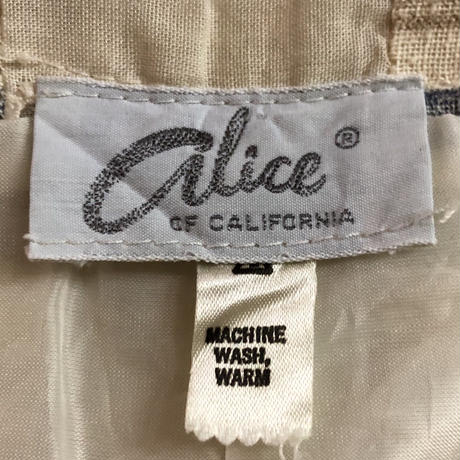 Alice®
OF CALIFORNIA
MACHINE
WASH,
WARM